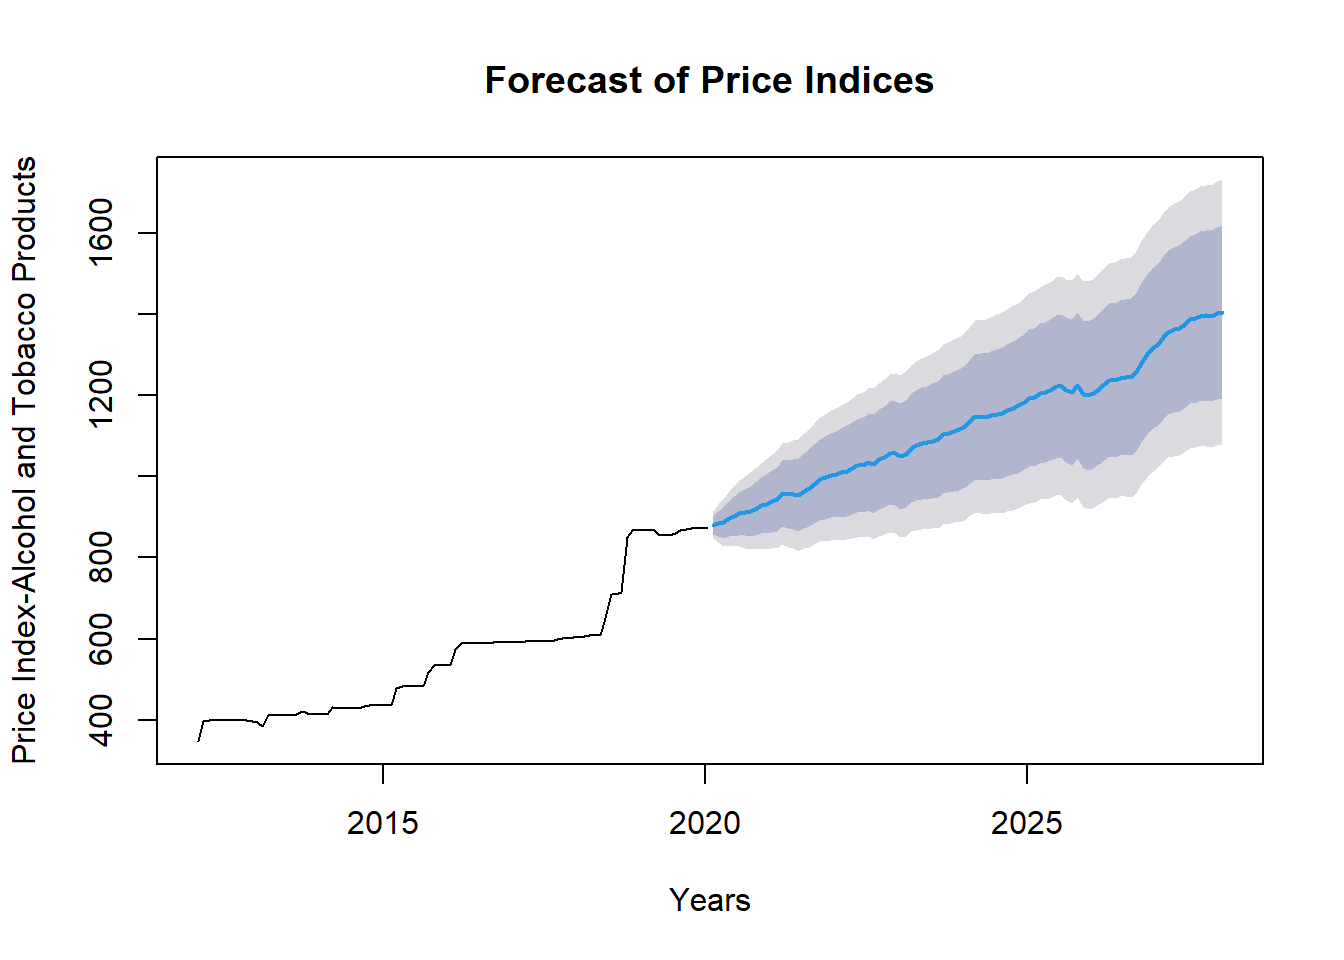 Forecast of Price Indices
Price Index-Alcohol and Tobacco Products
1600
1200
800
600
400
2015 2020 2025
Years